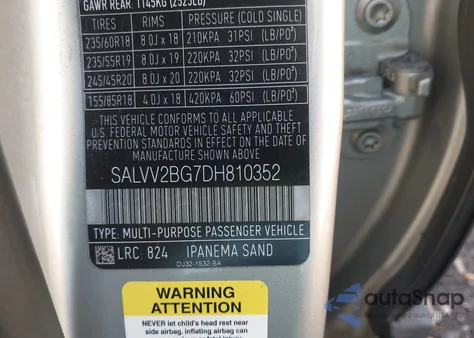 GAWR REAR: 1145KG (2525LB)
TIRES RIMS PRESSURE (COLD SINGLE)
235/60R18 8.0J x 18 210KPA 31PSI (LB/PO²)
235/55R19 8.0J x 19 220KPA 32PSI (LB/PO²)
245/45R20 8.0J x 20 220KPA 32PSI (LB/PO²)
155/85R18 4.0J x 18 420KPA 60PSI (LB/PO²)
THIS VEHICLE CONFORMS TO ALL APPLICABLE
U.S. FEDERAL MOTOR VEHICLE SAFETY AND THEFT
PREVENTION STANDARDS IN EFFECT ON THE DATE OF
MANUFACTURE SHOWN ABOVE
SALVV2BG7DH810352
TYPE: MULTI-PURPOSE PASSENGER VEHICLE
LRC: 824 IPANEMA SAND
DJ32-1532-BA
WARNING
ATTENTION
NEVER let child's head rest near
side airbag, inflating airbag can
autoSnap